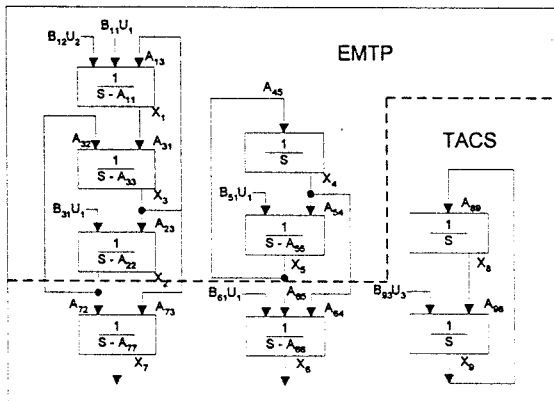 B12U2
B11U1
A13
EMTP
1
S - A11
X1
A32
A31
1
S - A33
X3
B31U1
A23
1
S - A22
X2
A72
A73
1
S - A77
X7
A45
1
S
X4
B51U1
A54
1
S - A55
X5
B61U1
A65
A64
1
S - A66
X6
TACS
A89
1
S
X8
B93U3
A98
1
S
X9